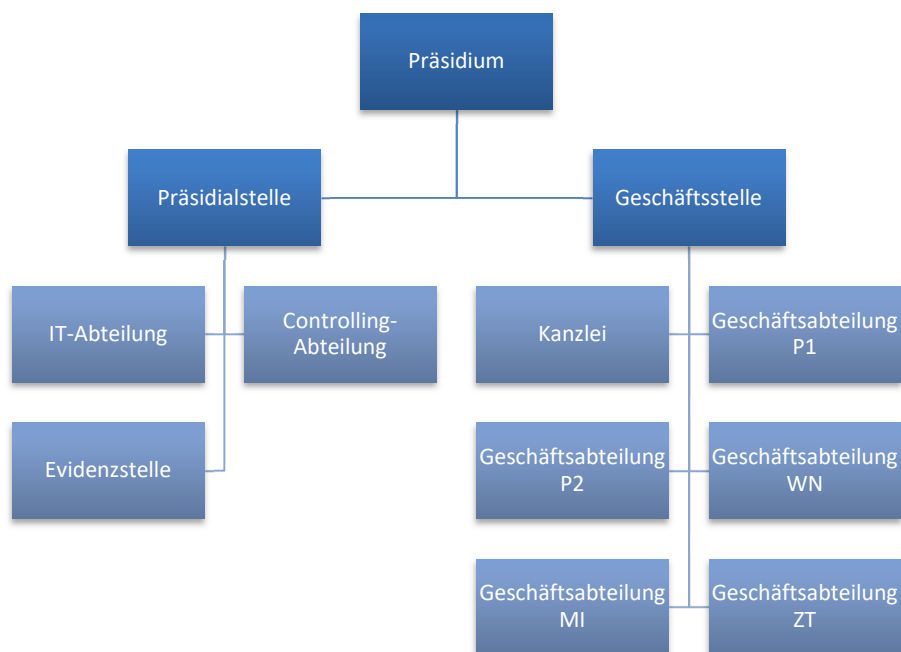 Präsidium
Präsidialstelle
Geschäftsstelle
IT-Abteilung
Controlling-
Abteilung
Kanzlei
Geschäftsabteilung
P1
Evidenzstelle
Geschäftsabteilung
P2
Geschäftsabteilung
WN
Geschäftsabteilung
MI
Geschäftsabteilung
ZT